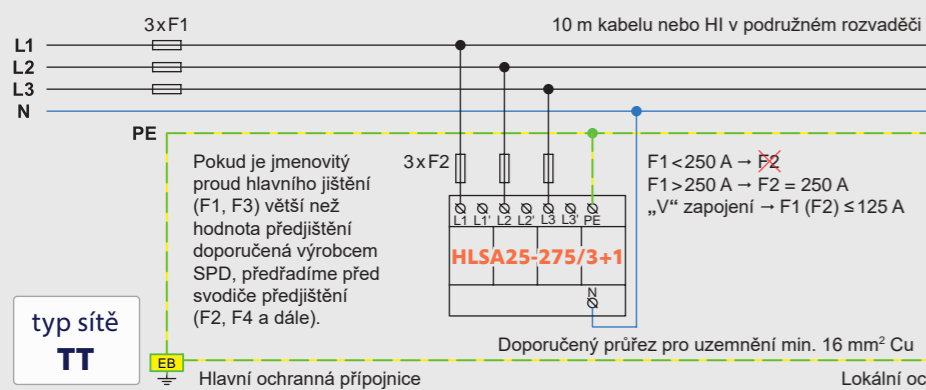 3 x F1
10 m kabelu nebo HI v podružném rozvaděči
L1
L2
L3
N
PE
Pokud je jmenovitý
proud hlavního jištění
(F1, F3) větší než
hodnota předjištění
doporučená výrobcem
SPD, předřadíme před
svodiče předjištění
(F2, F4 a dále).
3 x F2
F1 < 250 A → F2
F1 > 250 A → F2 = 250 A
„V“ zapojení → F1 (F2) ≤ 125 A
L1 L1' L2 L2' L3 L3' PE
HLSA25-275/3+1
N
typ sítě
TT
Doporučený průřez pro uzemnění min. 16 mm² Cu
EB
Hlavní ochranná přípojnice
Lokální oc